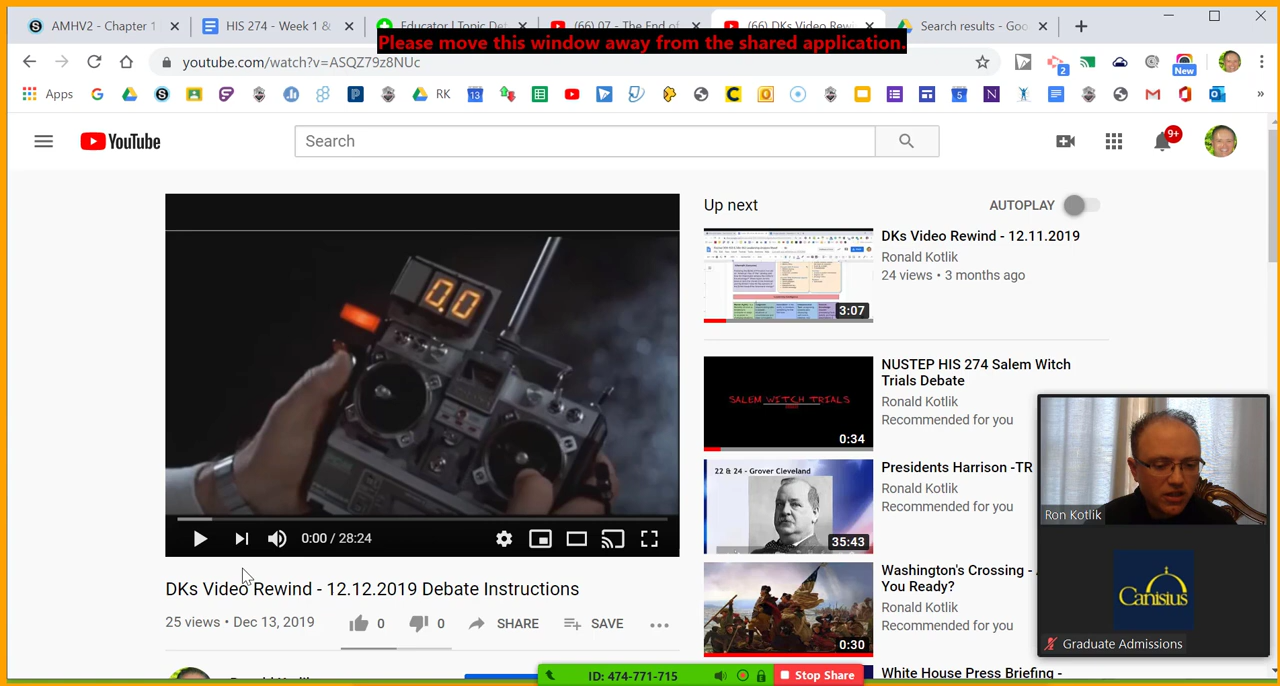 AMHV2 - Chapter 1
HIS 274 - Week 1 &
Educator | Topic Det
(66) 07 - The End of
(66) DKs Video Rewin
Search results - Goo
Please move this window away from the shared application.
youtube.com/watch?v=ASQZ79z8NUc
2
New
Apps
RK
13
5
YouTube
Search
9+
0.0
0:00 / 28:24
DKs Video Rewind - 12.12.2019 Debate Instructions
25 views • Dec 13, 2019
0
0
SHARE
SAVE
Up next
AUTOPLAY
3:07
DKs Video Rewind - 12.11.2019
Ronald Kotlik
24 views • 3 months ago
SALEM WITCH TRIALS
0:34
NUSTEP HIS 274 Salem Witch
Trials Debate
Ronald Kotlik
Recommended for you
22 & 24 - Grover Cleveland
35:43
Presidents Harrison -TR
Ronald Kotlik
Recommended for you
0:30
Washington's Crossing -
You Ready?
Ronald Kotlik
Recommended for you
White House Press Briefing -
Ron Kotlik
Canisius
Graduate Admissions
ID: 474-771-715
Stop Share